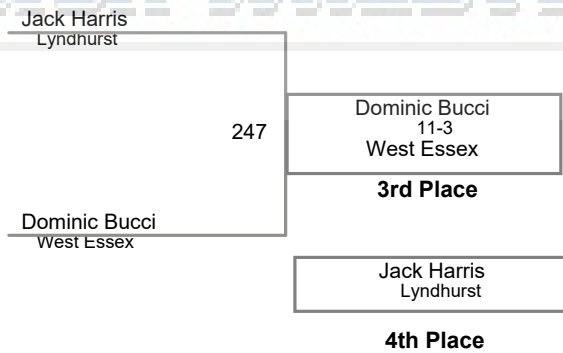 Jack Harris
Lyndhurst
247
Dominic Bucci
11-3
West Essex
3rd Place
Dominic Bucci
West Essex
Jack Harris
Lyndhurst
4th Place